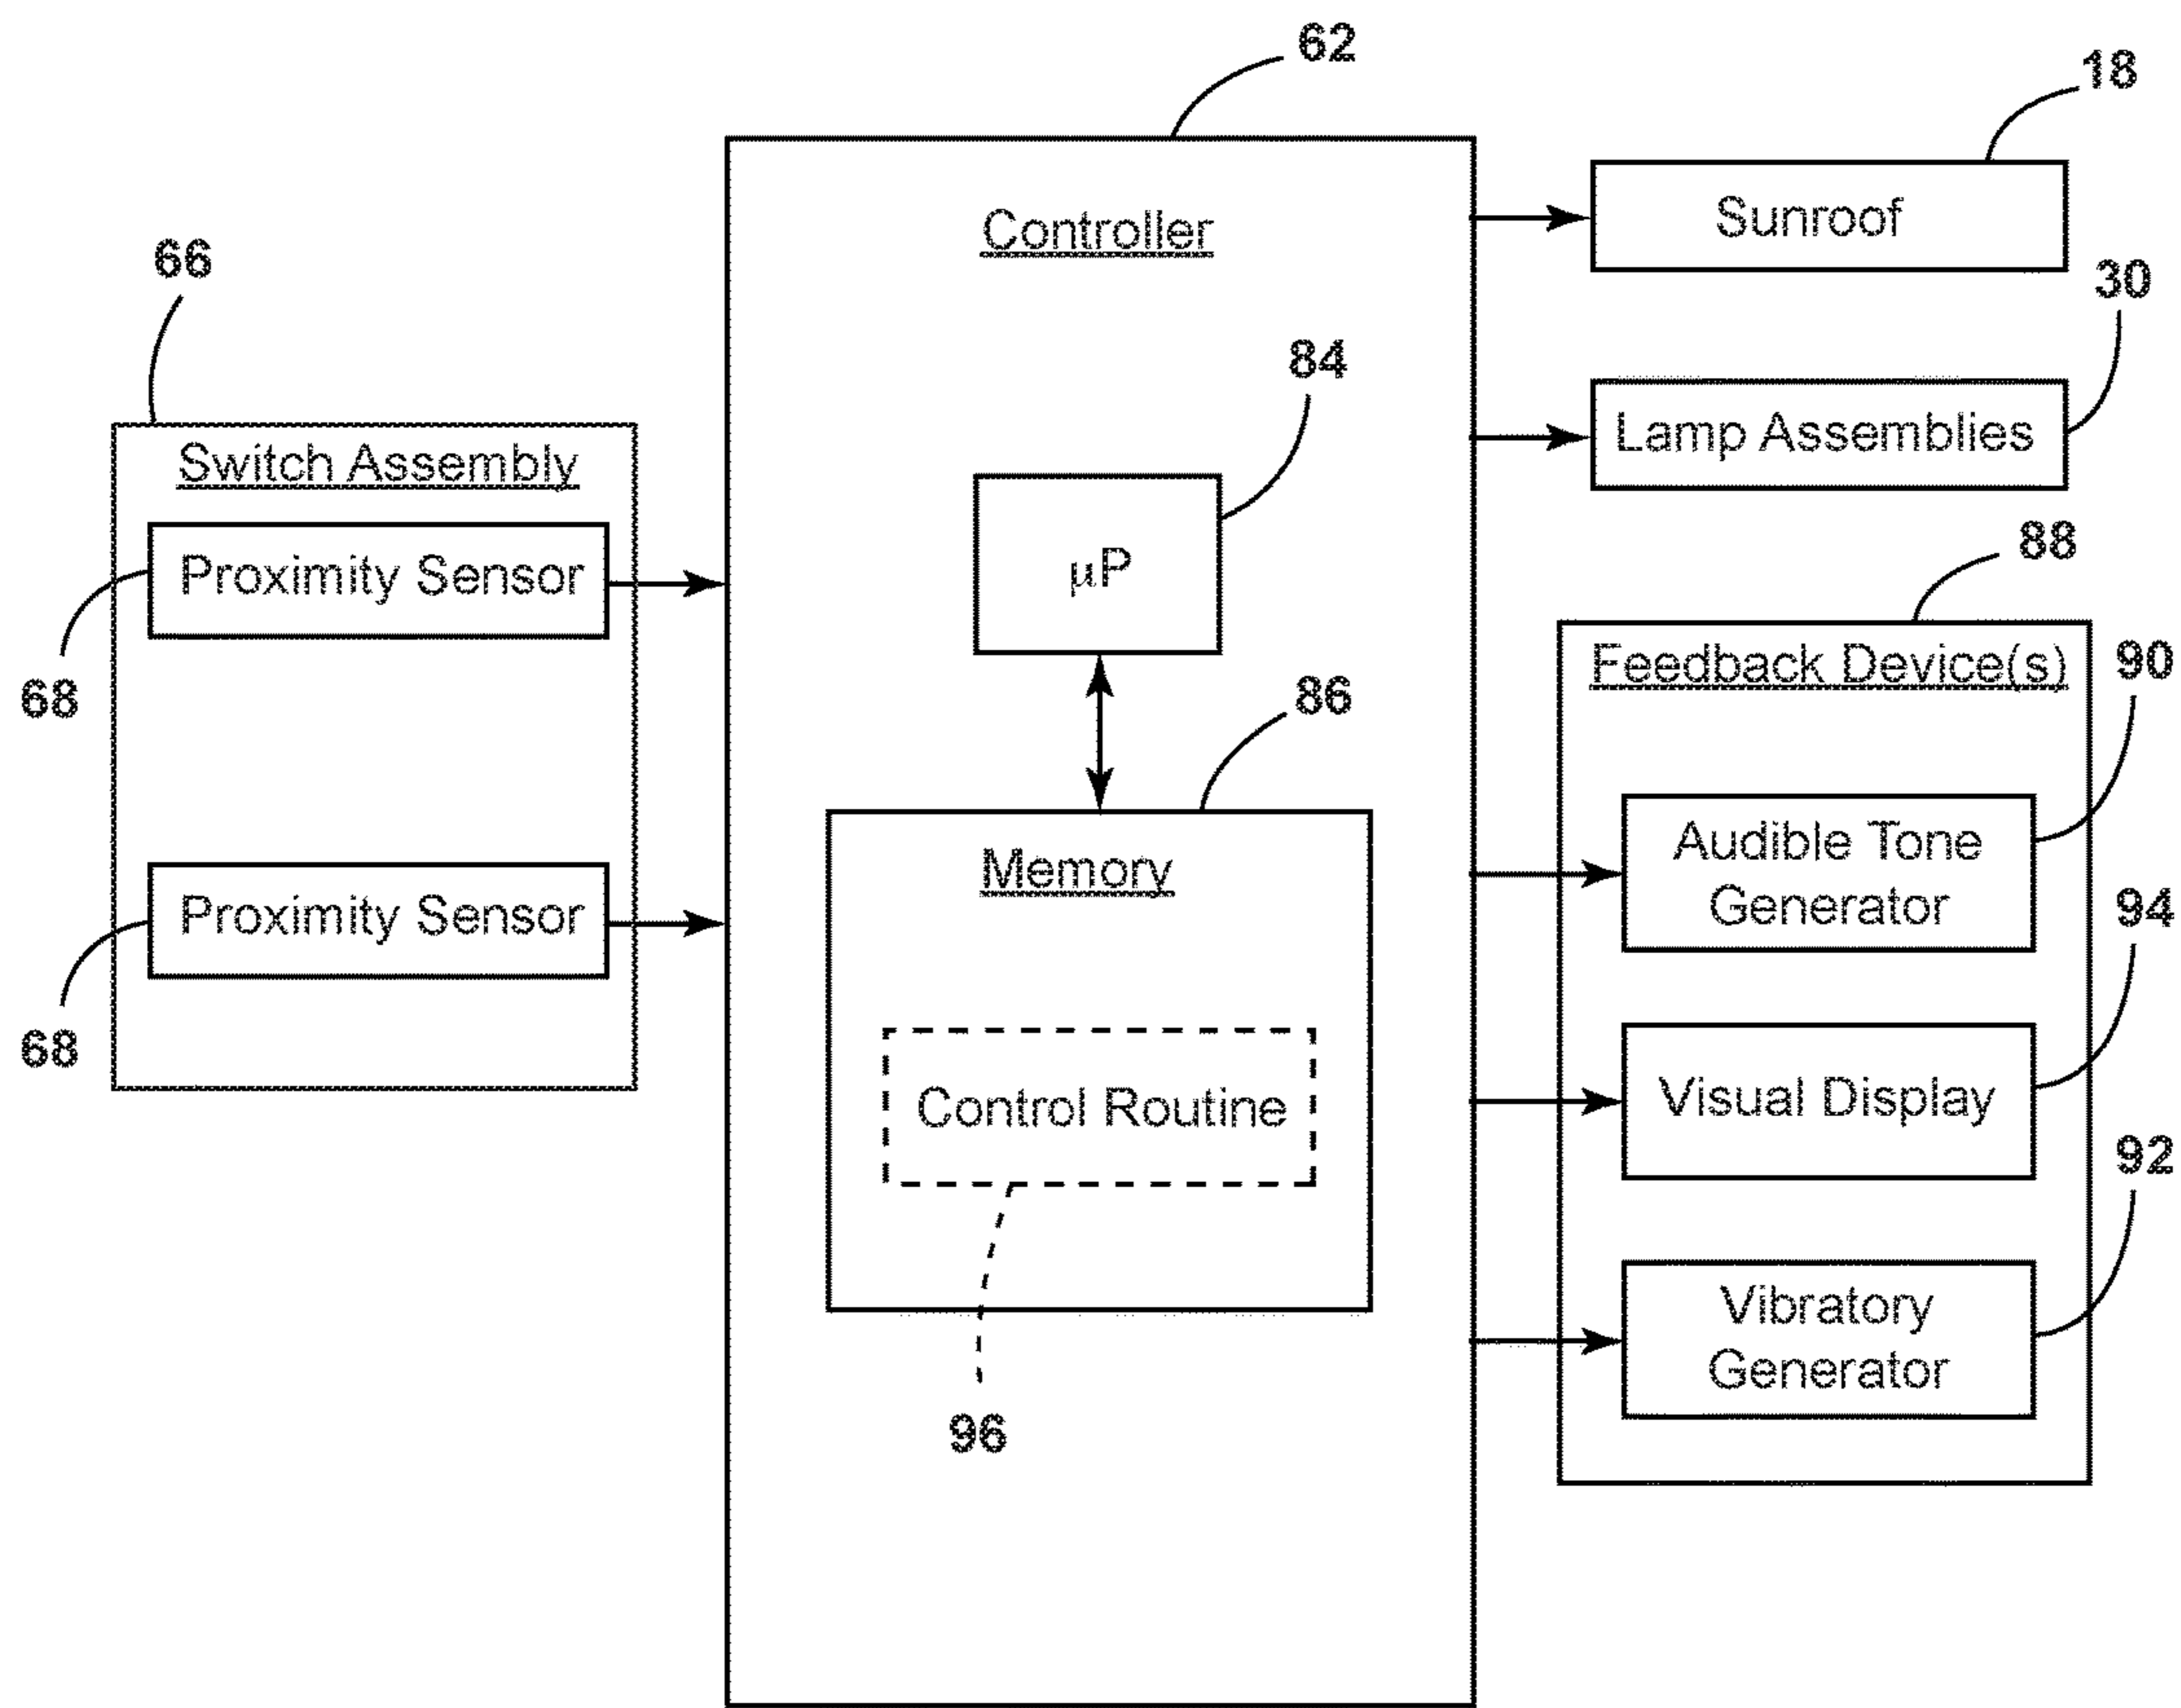 62
18
Controller
Sunroof
66
30
84
Lamp Assemblies
Switch Assembly
88
Proximity Sensor
μP
Feedback Device(s)
90
68
86
Audible Tone
Generator
Memory
94
Proximity Sensor
68
Control Routine
Visual Display
92
Vibratory
Generator
96